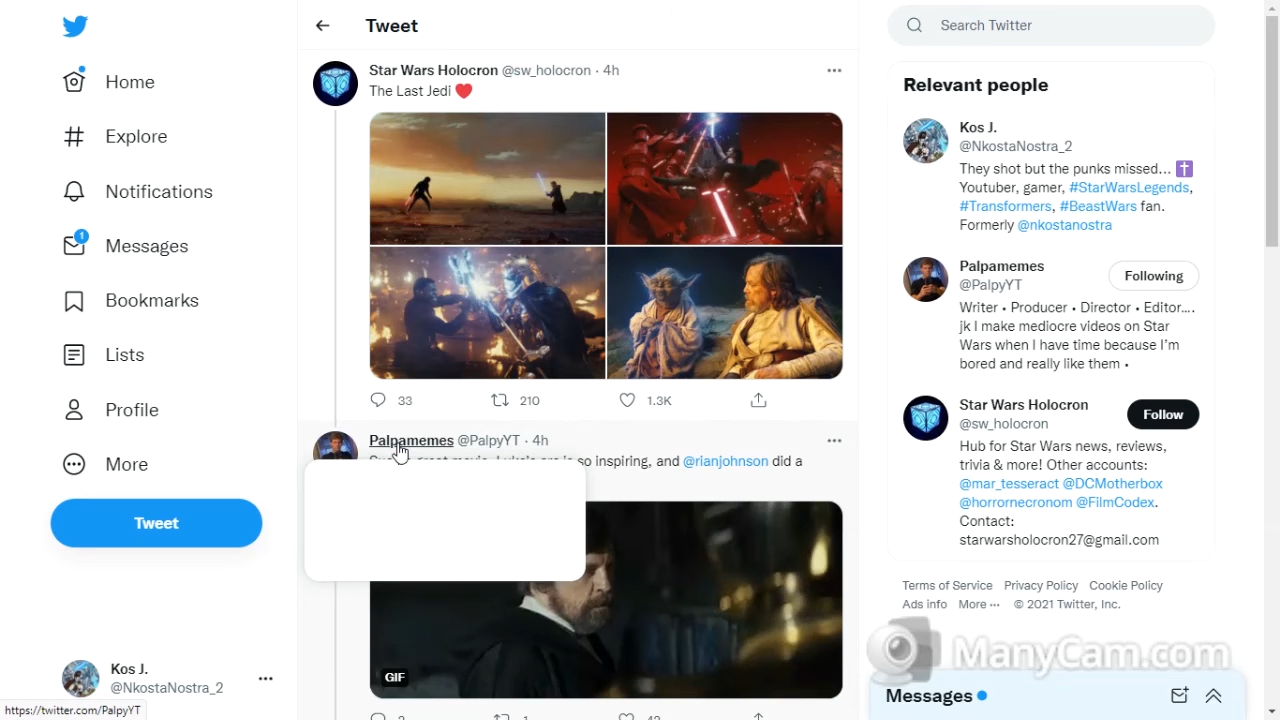 Home
Explore
Notifications
1
Messages
Bookmarks
Lists
Profile
More
Tweet
Kos J.
@NkostaNostra_2
https://twitter.com/PalpyYT
Tweet
Star Wars Holocron @sw_holocron · 4h
The Last Jedi ❤️
33 210 1.3K
Palpamemes @PalpyYT · 4h
so inspiring, and @rianjohnson did a
GIF
Search Twitter
Relevant people
Kos J.
@NkostaNostra_2
They shot but the punks missed... ✝️
Youtuber, gamer, #StarWarsLegends,
#Transformers, #BeastWars fan.
Formerly @nkostanostra
Palpamemes
@PalpyYT
Following
Writer • Producer • Director • Editor....
jk I make mediocre videos on Star
Wars when I have time because I'm
bored and really like them •
Star Wars Holocron
@sw_holocron
Follow
Hub for Star Wars news, reviews,
trivia & more! Other accounts:
@mar_tesseract @DCMotherbox
@horrornecronom @FilmCodex.
Contact:
starwarsholocron27@gmail.com
Terms of Service Privacy Policy Cookie Policy
Ads info More ··· © 2021 Twitter, Inc.
ManyCam.com
Messages